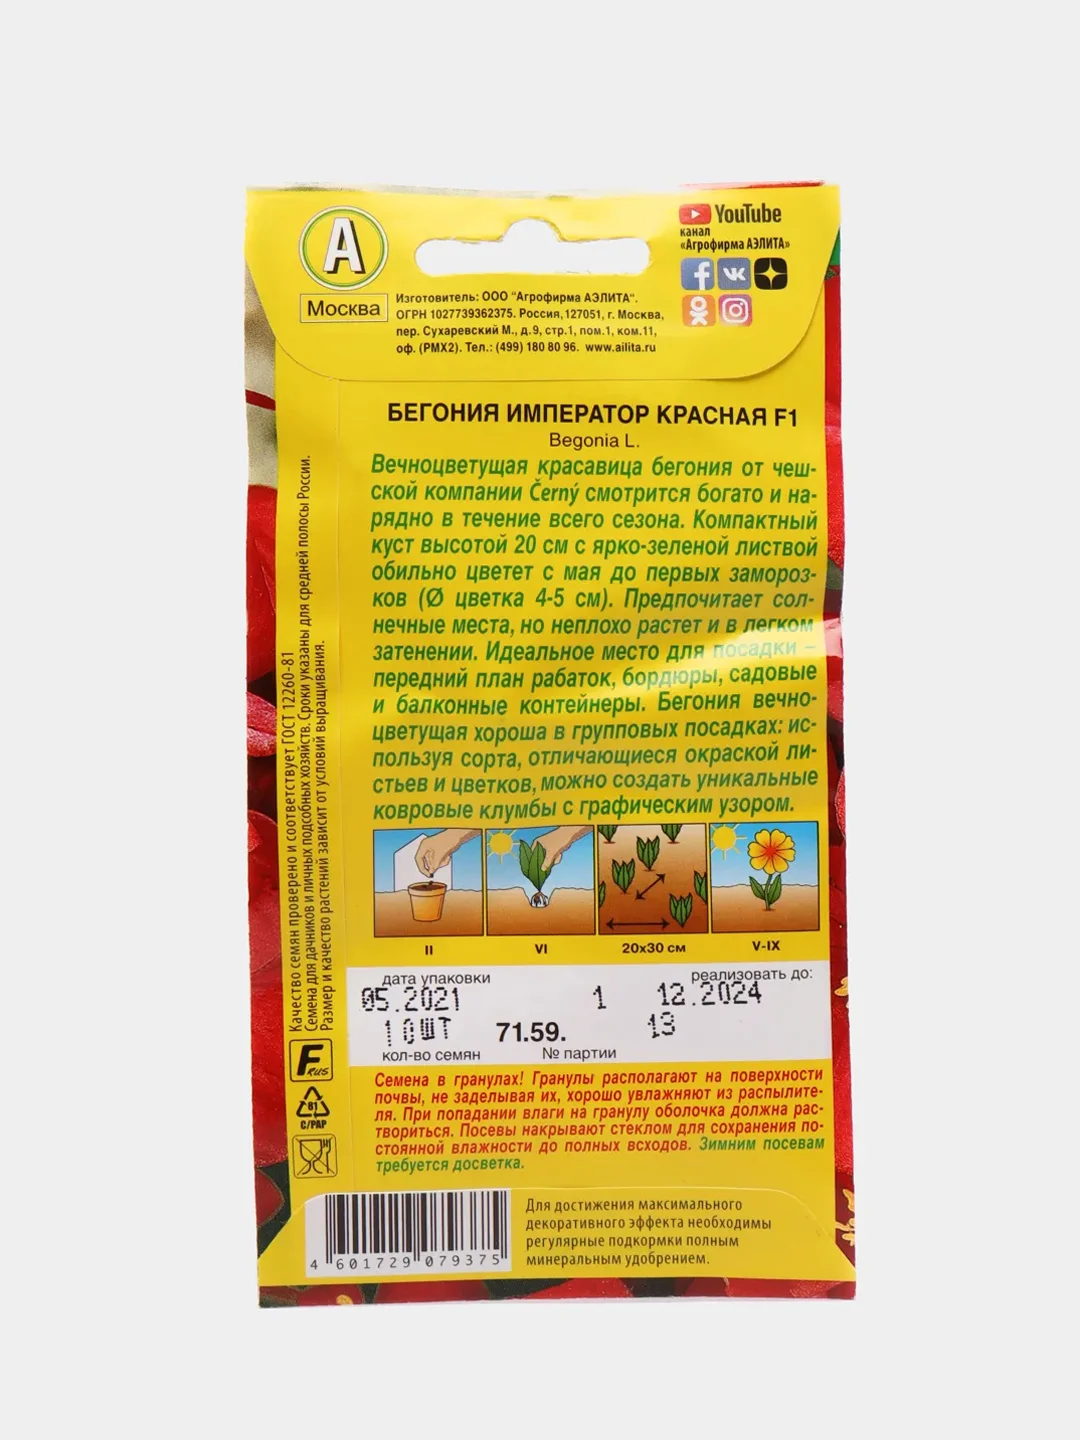 А
Москва
Изготовитель: ООО "Агрофирма АЭЛИТА".
ОГРН 1027739362375. Россия, 127051, г. Москва,
пер. Сухаревский М., д.9, стр.1, пом.1, ком.11,
оф. (РМХ2). Тел.: (499) 180 80 96. www.ailita.ru
YouTube
канал
«Агрофирма АЭЛИТА»
БЕГОНИЯ ИМПЕРАТОР КРАСНАЯ F1
Begonia L.
Вечноцветущая красавица бегония от чеш-
ской компании Černý смотрится богато и на-
рядно в течение всего сезона. Компактный
куст высотой 20 см с ярко-зеленой листвой
обильно цветет с мая до первых замороз-
ков (Ø цветка 4-5 см). Предпочитает сол-
нечные места, но неплохо растет и в легком
затенении. Идеальное место для посадки –
передний план рабаток, бордюры, садовые
и балконные контейнеры. Бегония вечно-
цветущая хороша в групповых посадках: ис-
пользуя сорта, отличающиеся окраской ли-
стьев и цветков, можно создать уникальные
ковровые клумбы с графическим узором.
II
VI
20x30 см
V-IX
дата упаковки
реализовать до:
05.2021
1
12.2024
10ШТ
71.59.
13
кол-во семян
№ партии
Семена в гранулах! Гранулы располагают на поверхности
почвы, не заделывая их, хорошо увлажняют из распылите-
ля. При попадании влаги на гранулу оболочка должна рас-
твориться. Посевы накрывают стеклом для сохранения по-
стоянной влажности до полных всходов. Зимним посевам
требуется досветка.
Качество семян проверено и соответствует ГОСТ 12260-81
Семена для дачников и личных подсобных хозяйств. Сроки указаны для средней полосы России.
Размер и качество растений зависит от условий выращивания.
F RUS
81
C/PAP
4 601729 079375
Для достижения максимального
декоративного эффекта необходимы
регулярные подкормки полным
минеральным удобрением.